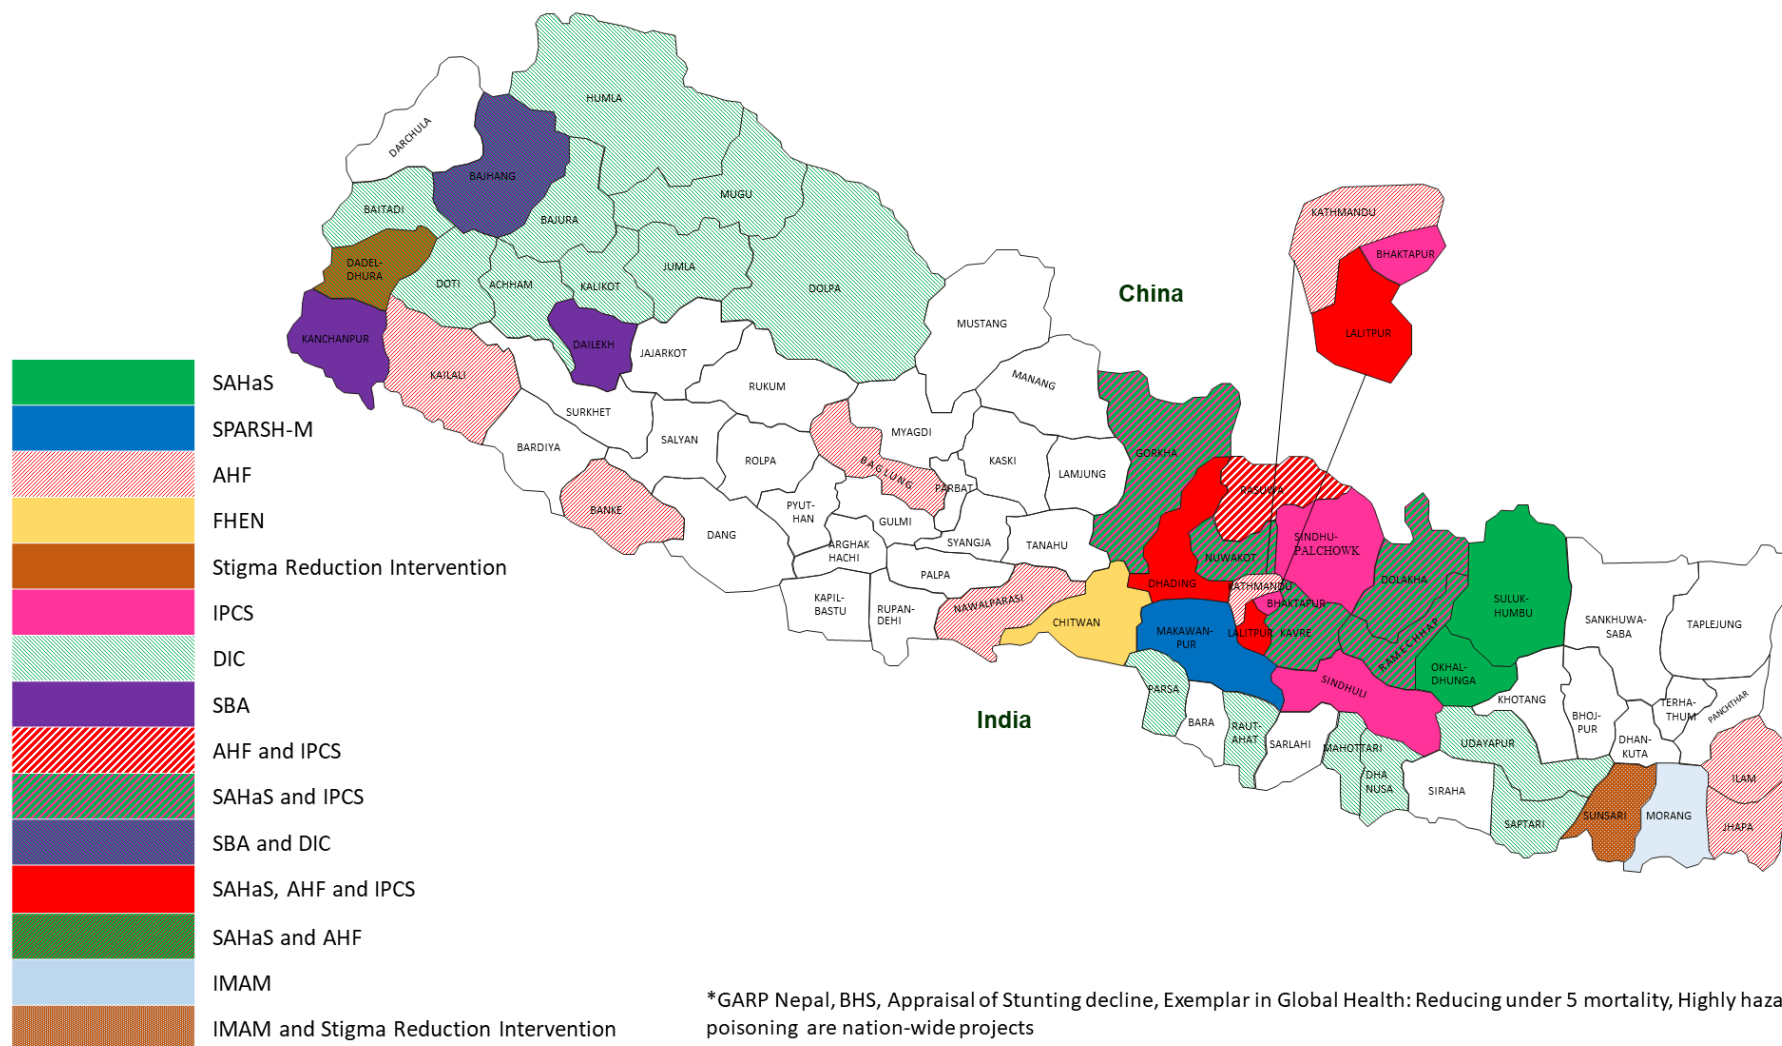 HUMLA
DARCHULA
BAJHANG
MUGU
BAITADI
BAJURA
DADEL-
DHURA
DOTI
ACHHAM
KALIKOT
JUMLA
DOLPA
KANCHANPUR
DAILEKH
JAJARKOT
MUSTANG
KAILALI
RUKUM
MANANG
SURKHET
BARDIYA
SALYAN
ROLPA
MYAGDI
KASKI
LAMJUNG
GORKHA
BAGLUNG
PARBAT
BANKE
DANG
PYUT-
HAN
GULMI
ARGHAK
HACHI
SYANGJA
TANAHU
PALPA
KAPIL-
BASTU
RUPAN-
DEHI
NAWALPARASI
CHITWAN
China
India
KATHMANDU
BHAKTAPUR
LALITPUR
RASUWA
NUWAKOT
SINDHU-
PALCHOWK
DHADING
KATHMANDU
BHAKTAPUR
LALITPUR
KAVRE
DOLAKHA
RAMECHHAP
SULUK-
HUMBU
MAKAWAN-
PUR
SINDHULI
OKHAL-
DHUNGA
KHOTANG
SANKHUWA-
SABA
TAPLEJUNG
PARSA
BARA
RAUT-
AHAT
SARLAHI
MAHOTTARI
DHA
NUSA
SIRAHA
UDAYAPUR
SAPTARI
BHOJ-
PUR
DHAN-
KUTA
TERHA-
THUM
PANCHTHAR
ILAM
SUNSARI
MORANG
JHAPA
SAHaS
SPARSH-M
AHF
FHEN
Stigma Reduction Intervention
IPCS
DIC
SBA
AHF and IPCS
SAHaS and IPCS
SBA and DIC
SAHaS, AHF and IPCS
SAHaS and AHF
IMAM
IMAM and Stigma Reduction Intervention
*GARP Nepal, BHS, Appraisal of Stunting decline, Exemplar in Global Health: Reducing under 5 mortality, Highly haza
poisoning are nation-wide projects